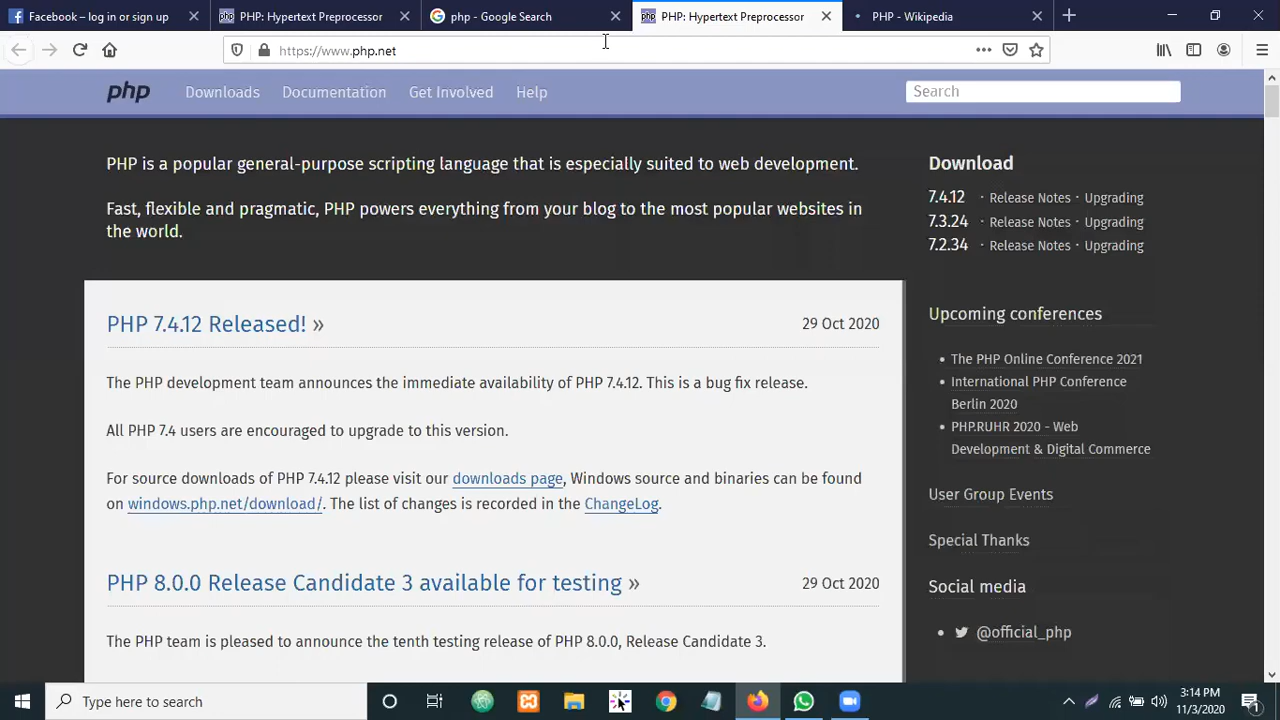 Facebook – log in or sign up
PHP: Hypertext Preprocessor
php - Google Search
PHP: Hypertext Preprocessor
PHP - Wikipedia
https://www.php.net
php
Downloads
Documentation
Get Involved
Help
Search
PHP is a popular general-purpose scripting language that is especially suited to web development.
Fast, flexible and pragmatic, PHP powers everything from your blog to the most popular websites in
the world.
Download
7.4.12 · Release Notes · Upgrading
7.3.24 · Release Notes · Upgrading
7.2.34 · Release Notes · Upgrading
PHP 7.4.12 Released! »
29 Oct 2020
The PHP development team announces the immediate availability of PHP 7.4.12. This is a bug fix release.
All PHP 7.4 users are encouraged to upgrade to this version.
For source downloads of PHP 7.4.12 please visit our downloads page, Windows source and binaries can be found
on windows.php.net/download/. The list of changes is recorded in the ChangeLog.
PHP 8.0.0 Release Candidate 3 available for testing »
29 Oct 2020
The PHP team is pleased to announce the tenth testing release of PHP 8.0.0, Release Candidate 3.
Upcoming conferences
• The PHP Online Conference 2021
• International PHP Conference
Berlin 2020
• PHP.RUHR 2020 - Web
Development & Digital Commerce
User Group Events
Special Thanks
Social media
• @official_php
Type here to search
3:14 PM
11/3/2020
1